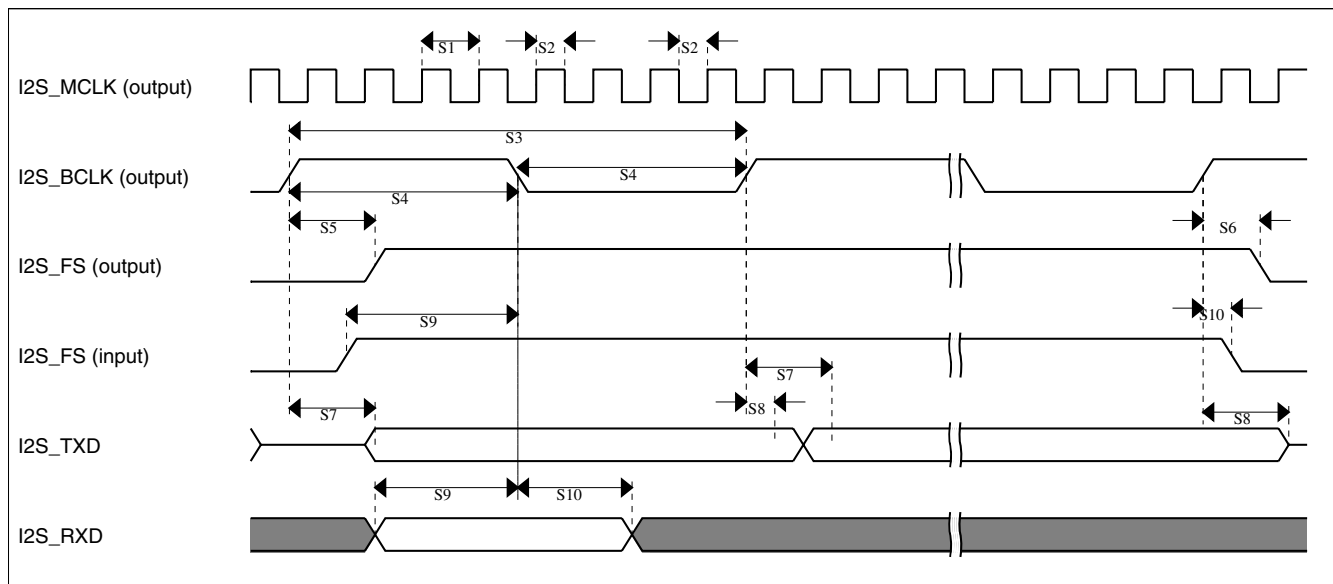 S1 S2 S2
I2S_MCLK (output)
S3
I2S_BCLK (output)
S4
S4
S5 S6
I2S_FS (output)
S9 S10
I2S_FS (input)
S7
S7 S8 S8
I2S_TXD
S9 S10
I2S_RXD